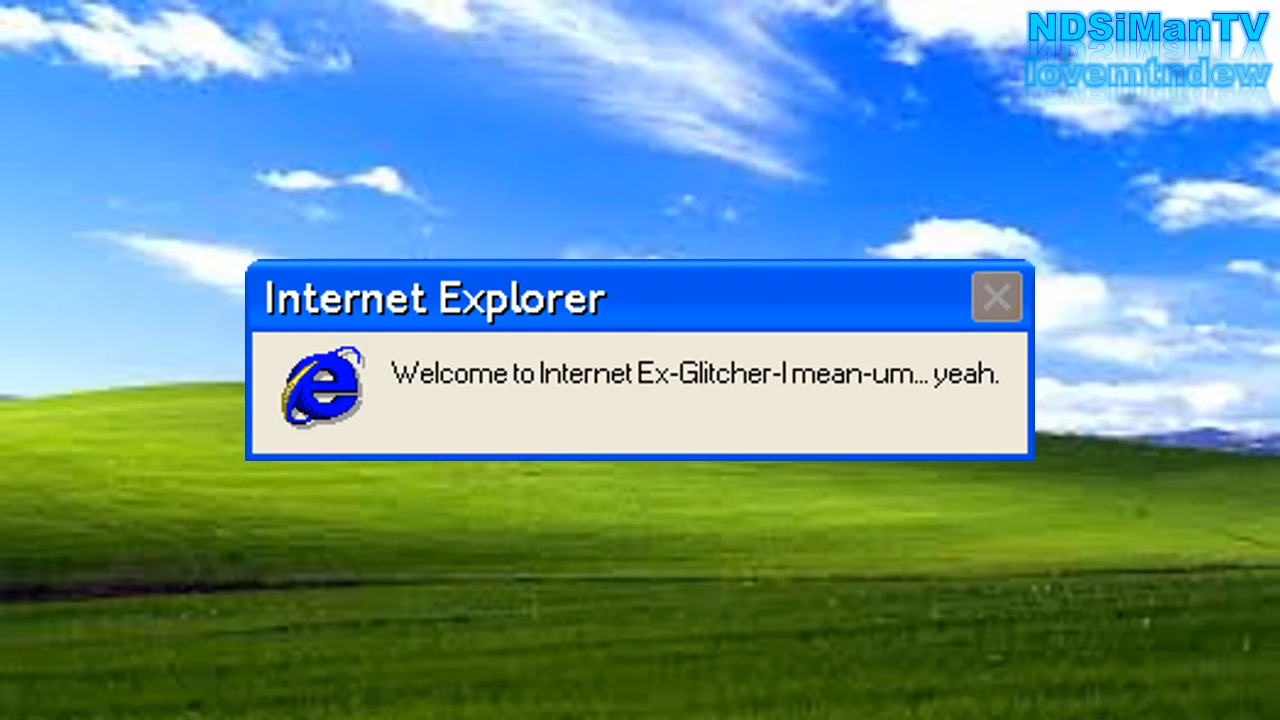 NDSiManTV
lovemtndew
Internet Explorer
Welcome to Internet Ex-Glitcher-I mean-um... yeah.